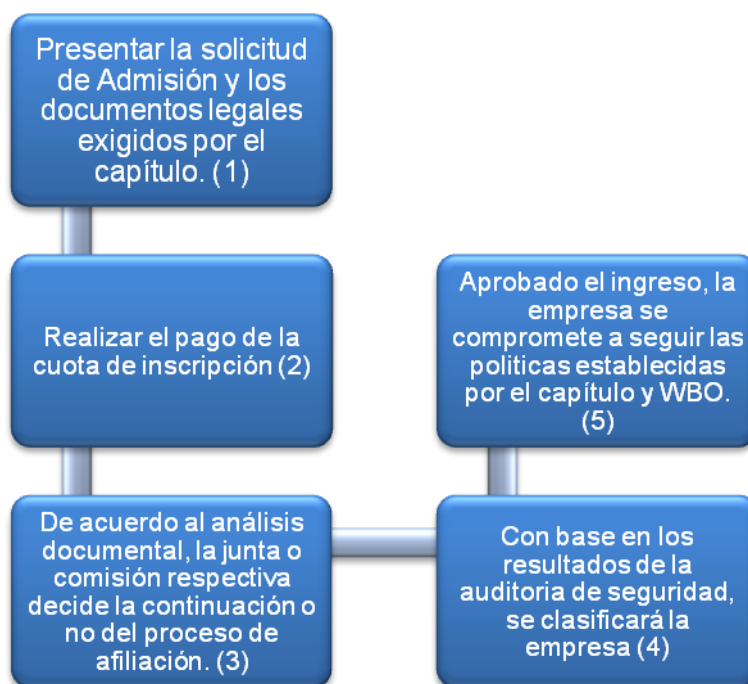 Presentar la solicitud
de Admisión y los
documentos legales
exigidos por el
capítulo. (1)
Realizar el pago de la
cuota de inscripción (2)
De acuerdo al análisis
documental, la junta o
comisión respectiva
decide la continuación o
no del proceso de
afiliación. (3)
Con base en los
resultados de la
auditoria de seguridad,
se clasificará la
empresa (4)
Aprobado el ingreso, la
empresa se
compromete a seguir las
politicas establecidas
por el capítulo y WBO.
(5)